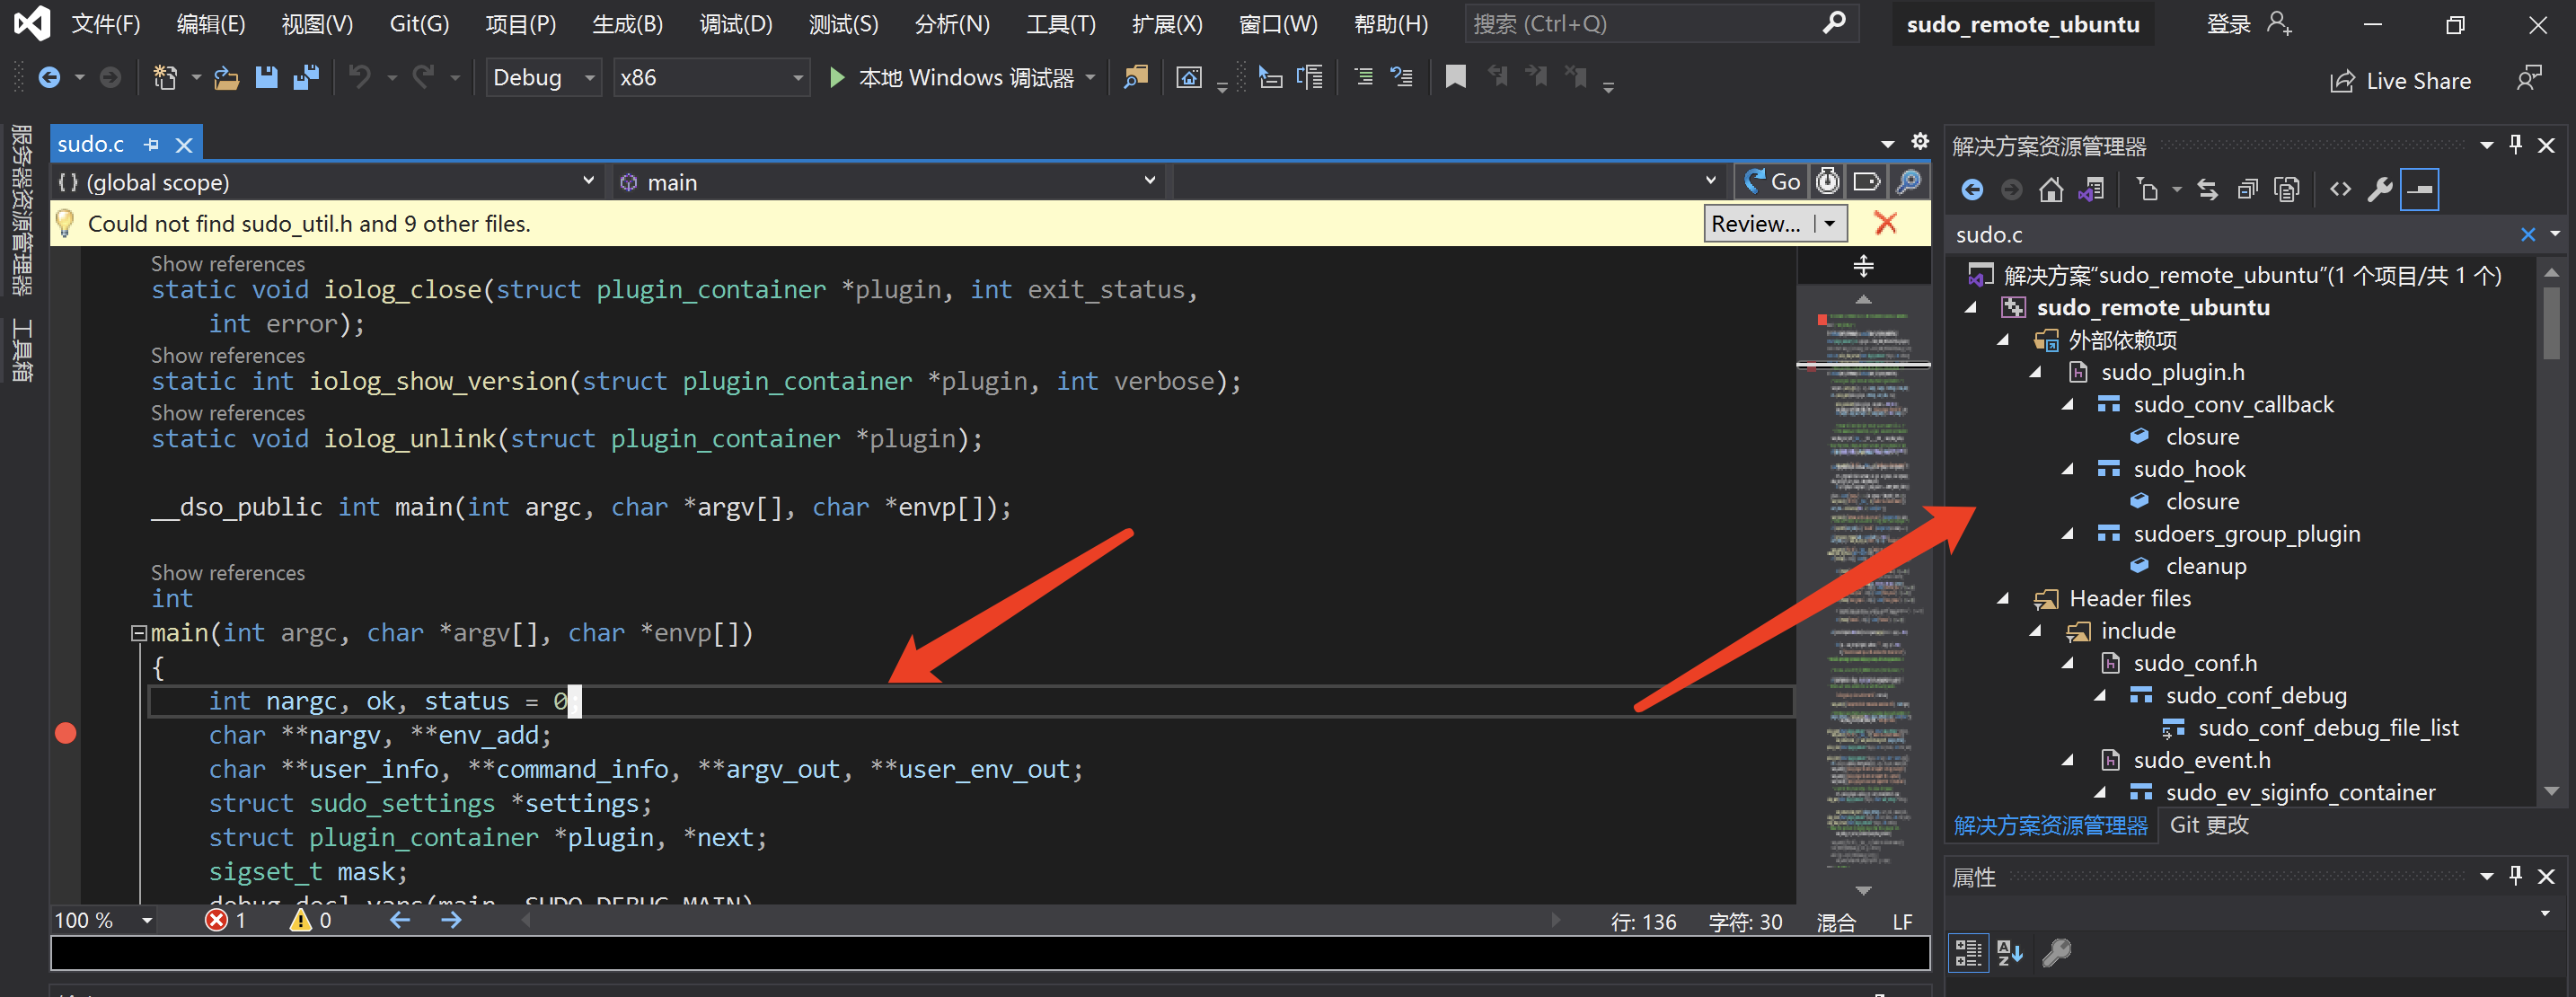 文件(F) 编辑(E) 视图(V) Git(G) 项目(P) 生成(B) 调试(D) 测试(S) 分析(N) 工具(T) 扩展(X) 窗口(W) 帮助(H) 搜索 (Ctrl+Q) sudo_remote_ubuntu 登录
Debug x86 本地 Windows 调试器 Live Share
服务器资源管理器
工具箱
sudo.c
{} (global scope) main Go
Could not find sudo_util.h and 9 other files. Review...
Show references
static void iolog_close(struct plugin_container *plugin, int exit_status,
int error);
Show references
static int iolog_show_version(struct plugin_container *plugin, int verbose);
Show references
static void iolog_unlink(struct plugin_container *plugin);
__dso_public int main(int argc, char *argv[], char *envp[]);
Show references
int
main(int argc, char *argv[], char *envp[])
{
int nargc, ok, status = 0;
char **nargv, **env_add;
char **user_info, **command_info, **argv_out, **user_env_out;
struct sudo_settings *settings;
struct plugin_container *plugin, *next;
sigset_t mask;
debug_decl_vars(main, SUDO_DEBUG_MAIN)
100 % 1 0 行: 136 字符: 30 混合 LF
解决方案资源管理器
sudo.c
解决方案“sudo_remote_ubuntu”(1 个项目/共 1 个)
sudo_remote_ubuntu
外部依赖项
sudo_plugin.h
sudo_conv_callback
closure
sudo_hook
closure
sudoers_group_plugin
cleanup
Header files
include
sudo_conf.h
sudo_conf_debug
sudo_conf_debug_file_list
sudo_event.h
sudo_ev_siginfo_container
解决方案资源管理器 Git 更改
属性